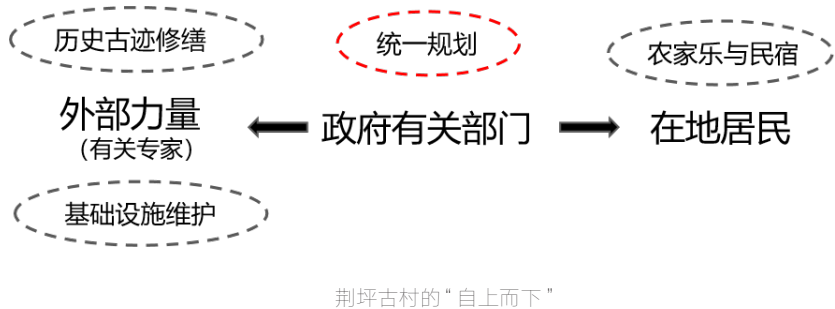 历史古迹修缮
统一规划
农家乐与民宿
外部力量
(有关专家)
政府有关部门
在地居民
基础设施维护
荆坪古村的“自上而下”